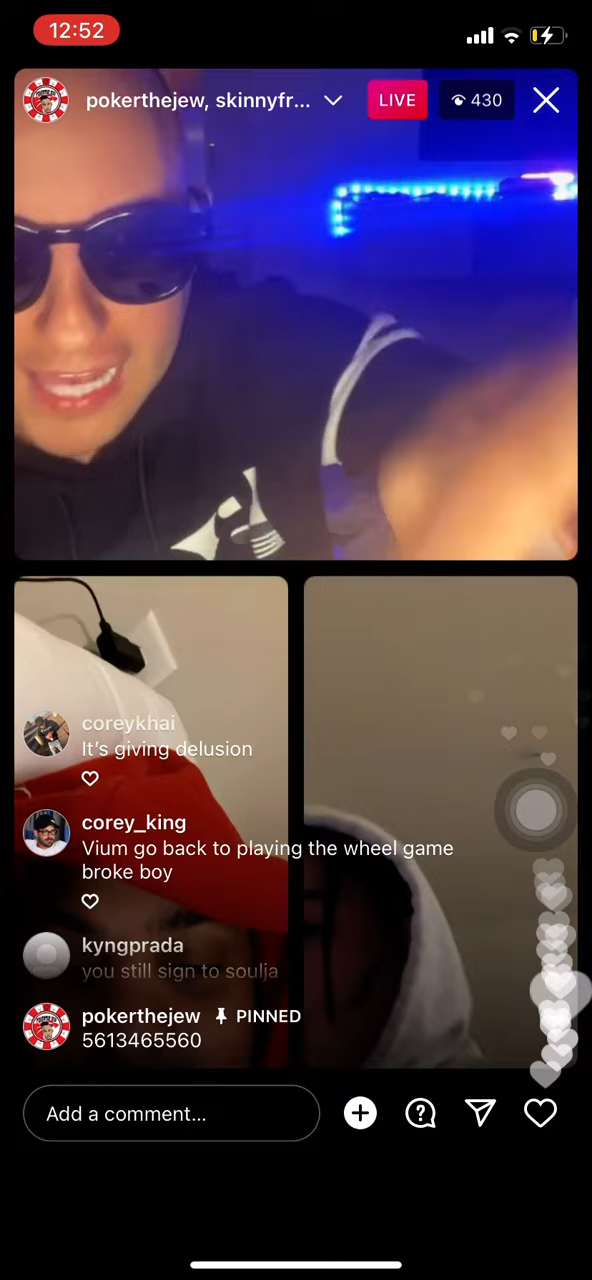 12:52
pokerthejew, skinnyfr...
LIVE
430
coreykhai
It's giving delusion
corey_king
Vium go back to playing the wheel game
broke boy
kyngprada
you still sign to soulja
pokerthejew PINNED
5613465560
Add a comment...